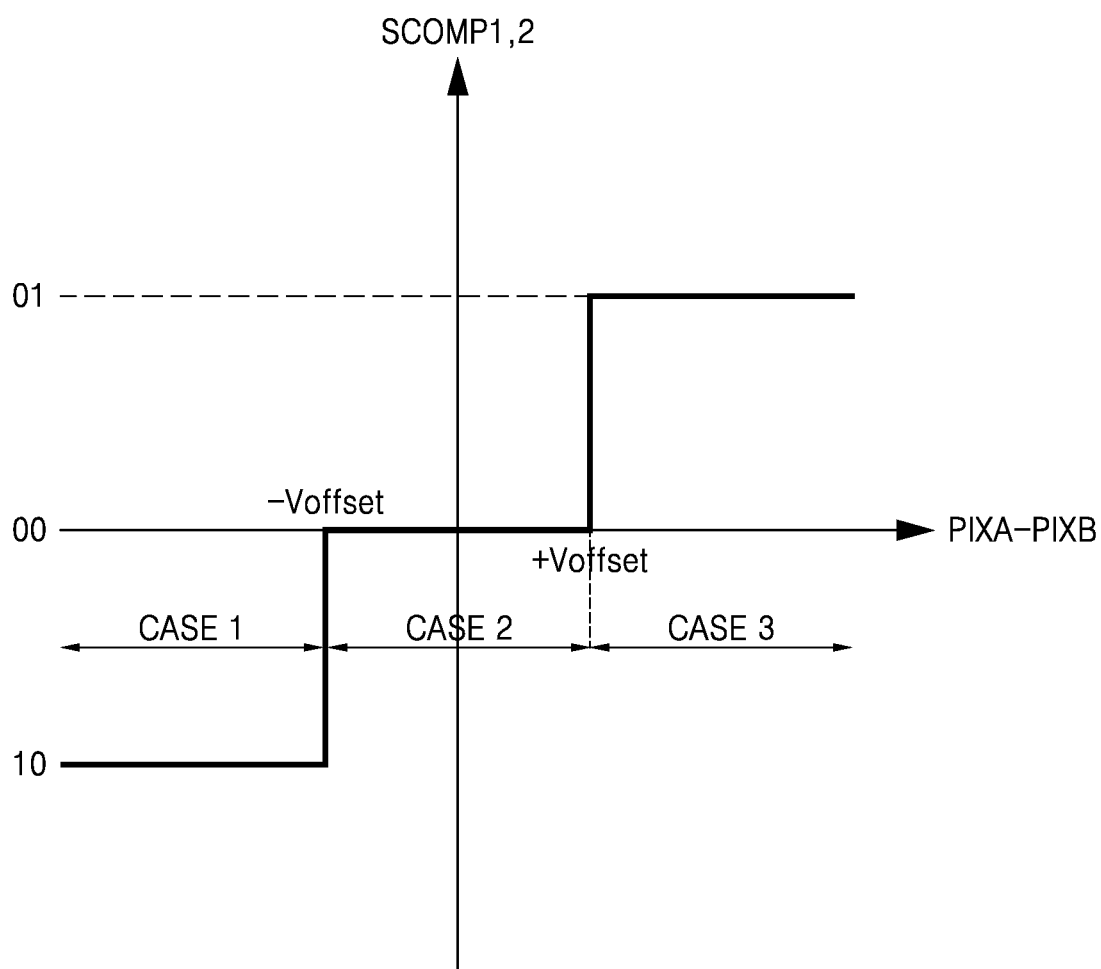 SCOMP1,2
01
−Voffset
00
PIXA−PIXB
+Voffset
CASE 1
CASE 2
CASE 3
10